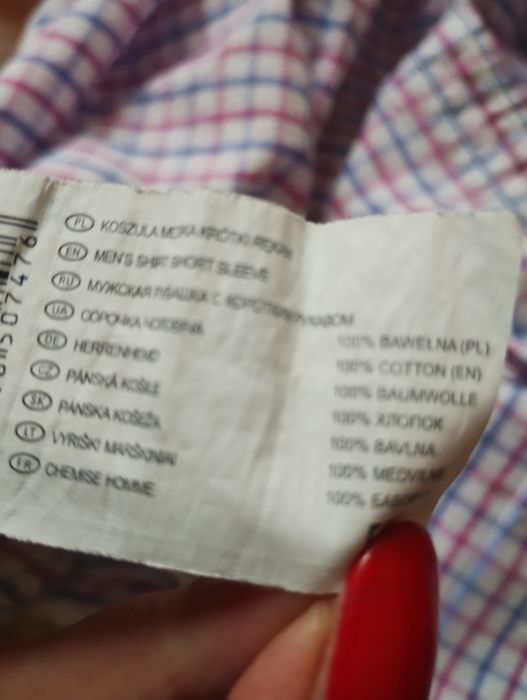 PL KOSZULA MĘSKA KRÓTKI RĘKAW
EN MEN'S SHIRT SHORT SLEEVE
RU МУЖСКАЯ РУБАШКА С КОРОТКИМ РУКАВОМ
UA СОРОЧКА ЧОЛОВІЧА
DE HERRENHEMD
CZ PÁNSKÁ KOŠILE
SK PÁNSKA KOŠEĽA
LT VYRIŠKI MARŠKINIAI
FR CHEMISE HOMME
100% BAWEŁNA (PL)
100% COTTON (EN)
100% BAUMWOLLE
100% ХЛОПОК
100% BAVLNA
100% MEDVILNĖ
100%